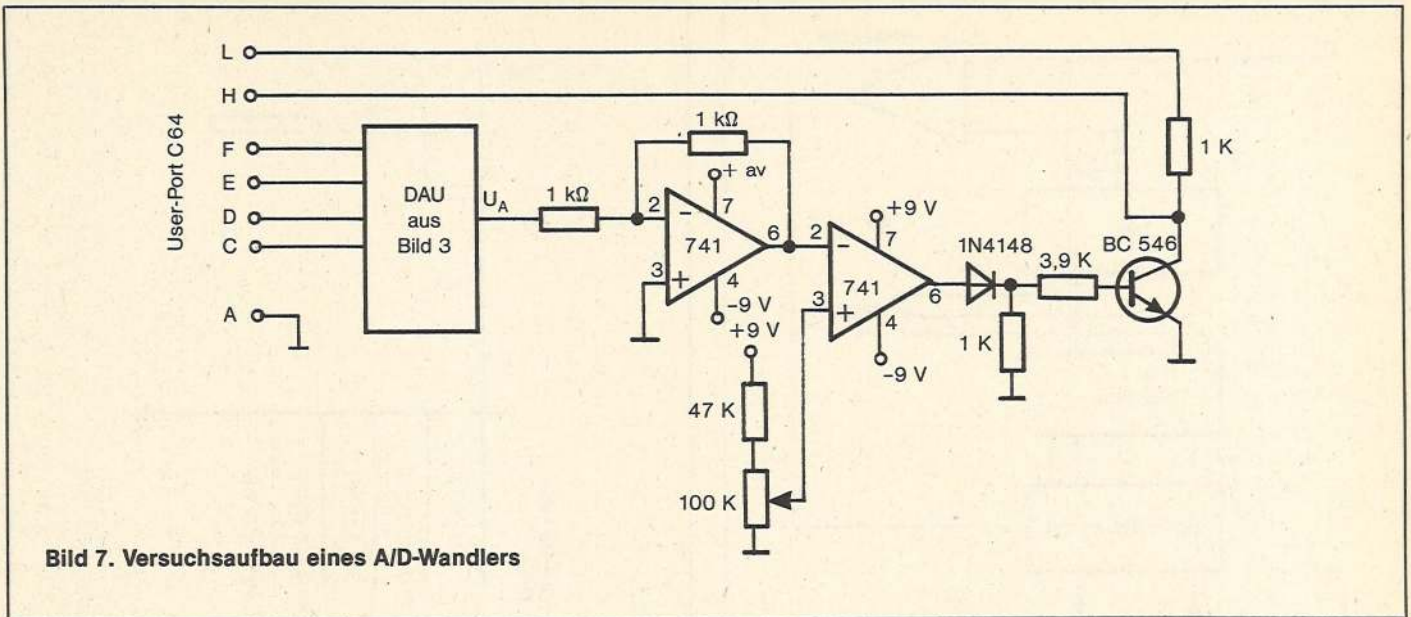 L
H
User-Port C64
F
E
D
C
A
DAU
aus
Bild 3
U_A
1 kΩ
1 kΩ
+ av
7
2
-
741
6
3
+
4
-9 V
+9 V
47 K
100 K
+9 V
7
2
-
741
6
3
+
4
-9 V
1N4148
3,9 K
1 K
BC 546
1 K
Bild 7. Versuchsaufbau eines A/D-Wandlers